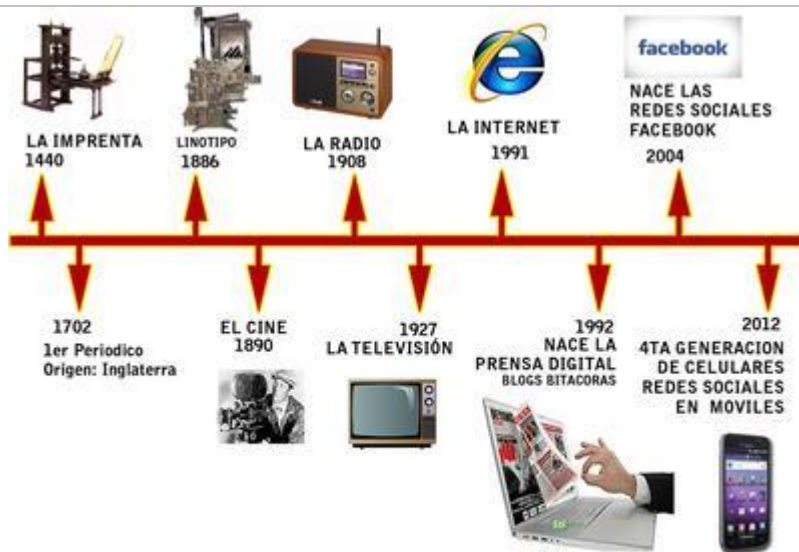 facebook
LA IMPRENTA
1440
LINOTIPO
1886
LA RADIO
1908
LA INTERNET
1991
NACE LAS
REDES SOCIALES
FACEBOOK
2004
1702
1er Periodico
Origen: Inglaterra
EL CINE
1890
1927
LA TELEVISIÓN
1992
NACE LA
PRENSA DIGITAL
BLOGS BITACORAS
2012
4TA GENERACION
DE CELULARES
REDES SOCIALES
EN MOVILES